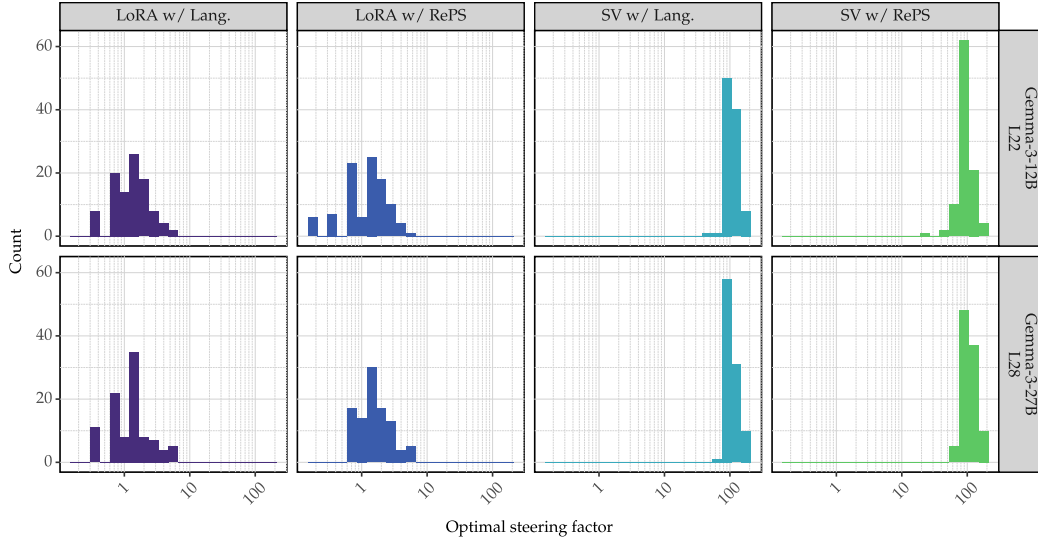 LoRA w/ Lang.
LoRA w/ RePS
SV w/ Lang.
SV w/ RePS
60
40
20
0
Gemma-3-12B
L22
Count
60
40
20
0
Gemma-3-27B
L28
1
10
100
1
10
100
1
10
100
1
10
100
Optimal steering factor